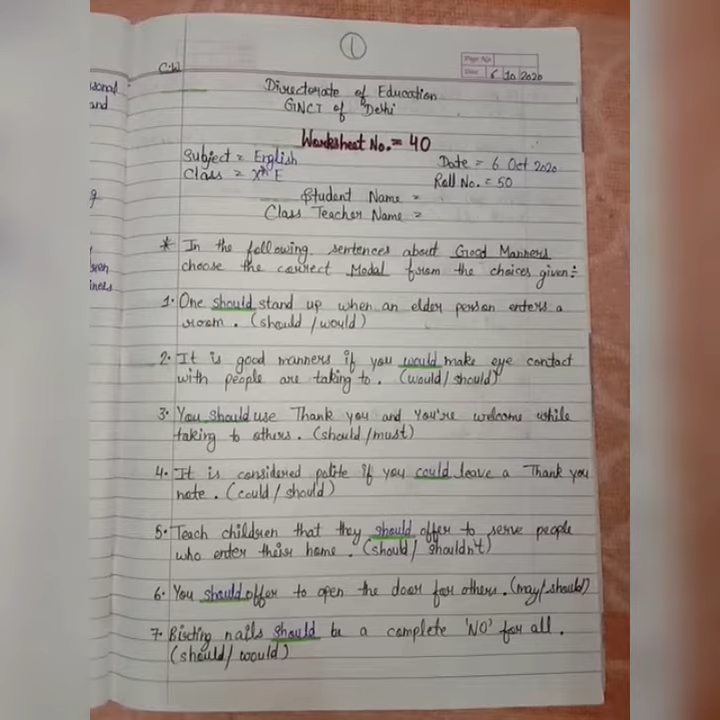 1
C.W
Page No.
Date 6 10 2020
Directorate of Education
GNCT of Delhi
Worksheet No. = 40
Subject = English
Date = 6 Oct 2020
Class = Xth E
Roll No. = 50
Student Name =
Class Teacher Name =
* In the following sentences about Good Manners
choose the correct Modal from the choices given:-
1. One should stand up when an elder person enters a
room. (should / would)
2. It is good manners if you would make eye contact
with people are taking to. (would / should)
3. You should use Thank you and You're welcome while
taking to others. (should / must)
4. It is considered polite if you could leave a Thank you
note. (could / should)
5. Teach children that they should offer to serve people
who enter their home. (should / shouldn't)
6. You should offer to open the door for others. (may / should)
7. Biting nails should be a complete 'NO' for all.
(should / would)
and